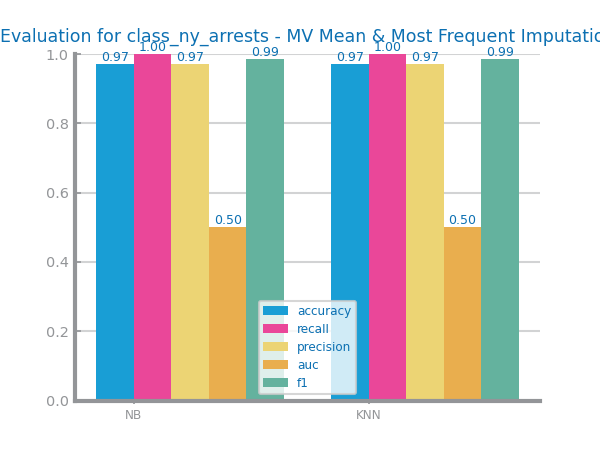 Evaluation for class_ny_arrests - MV Mean & Most Frequent Imputatio
1.0
0.8
0.6
0.4
0.2
0.0
0.97
1.00
0.97
0.50
0.99
0.97
1.00
0.97
0.50
0.99
accuracy
recall
precision
auc
f1
NB
KNN